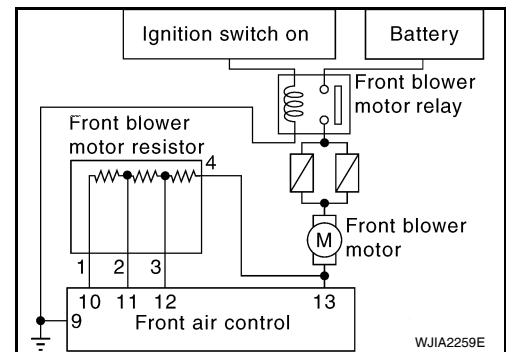 Ignition switch on
Battery
Front blower
motor relay
Front blower
motor resistor
4
M
Front blower
motor
1 2 3
10 11 12 13
9
Front air control
WJIA2259E